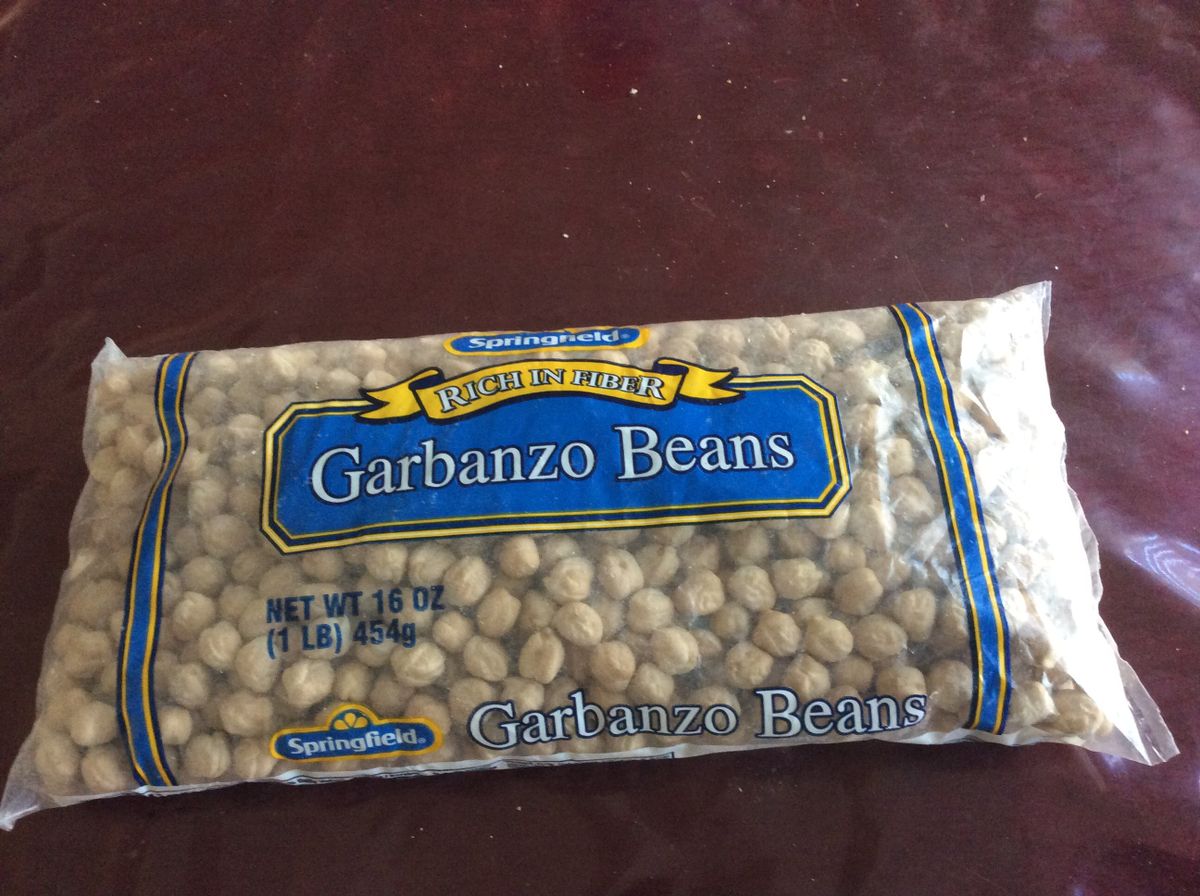 Springfield®
RICH IN FIBER
Garbanzo Beans
NET WT 16 OZ
(1 LB) 454g
Springfield®
Garbanzo Beans